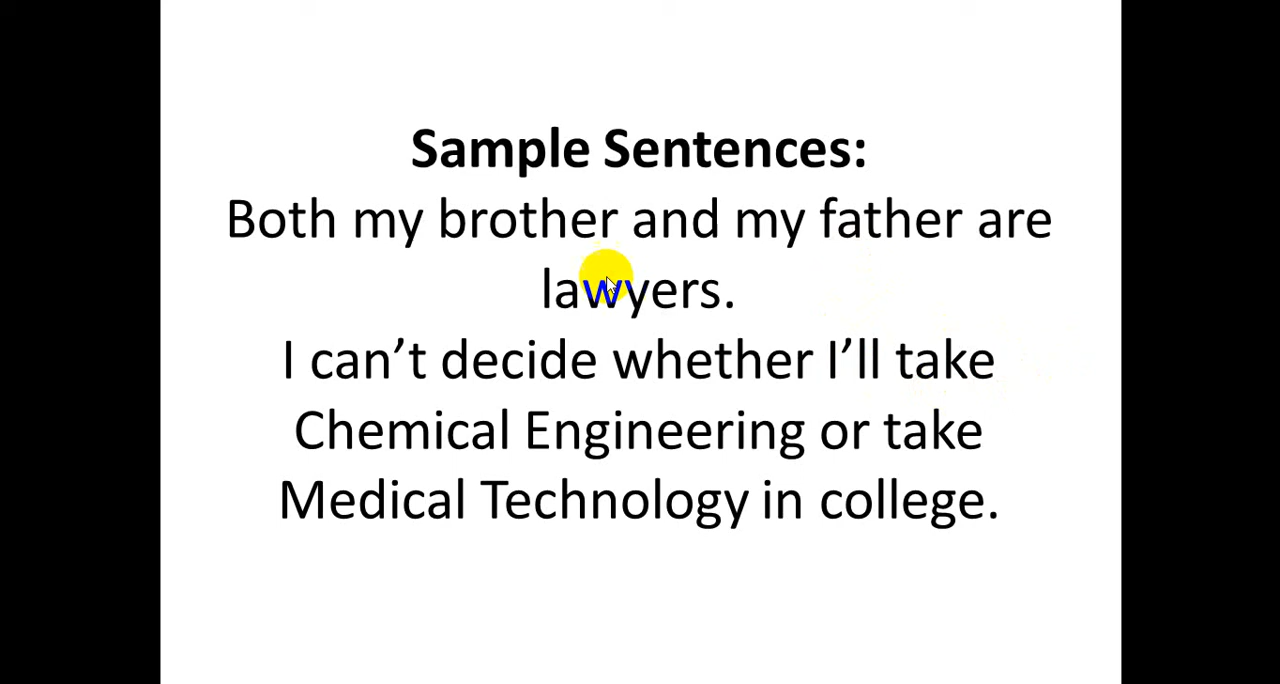 Sample Sentences:
Both my brother and my father are
lawyers.
I can’t decide whether I’ll take
Chemical Engineering or take
Medical Technology in college.